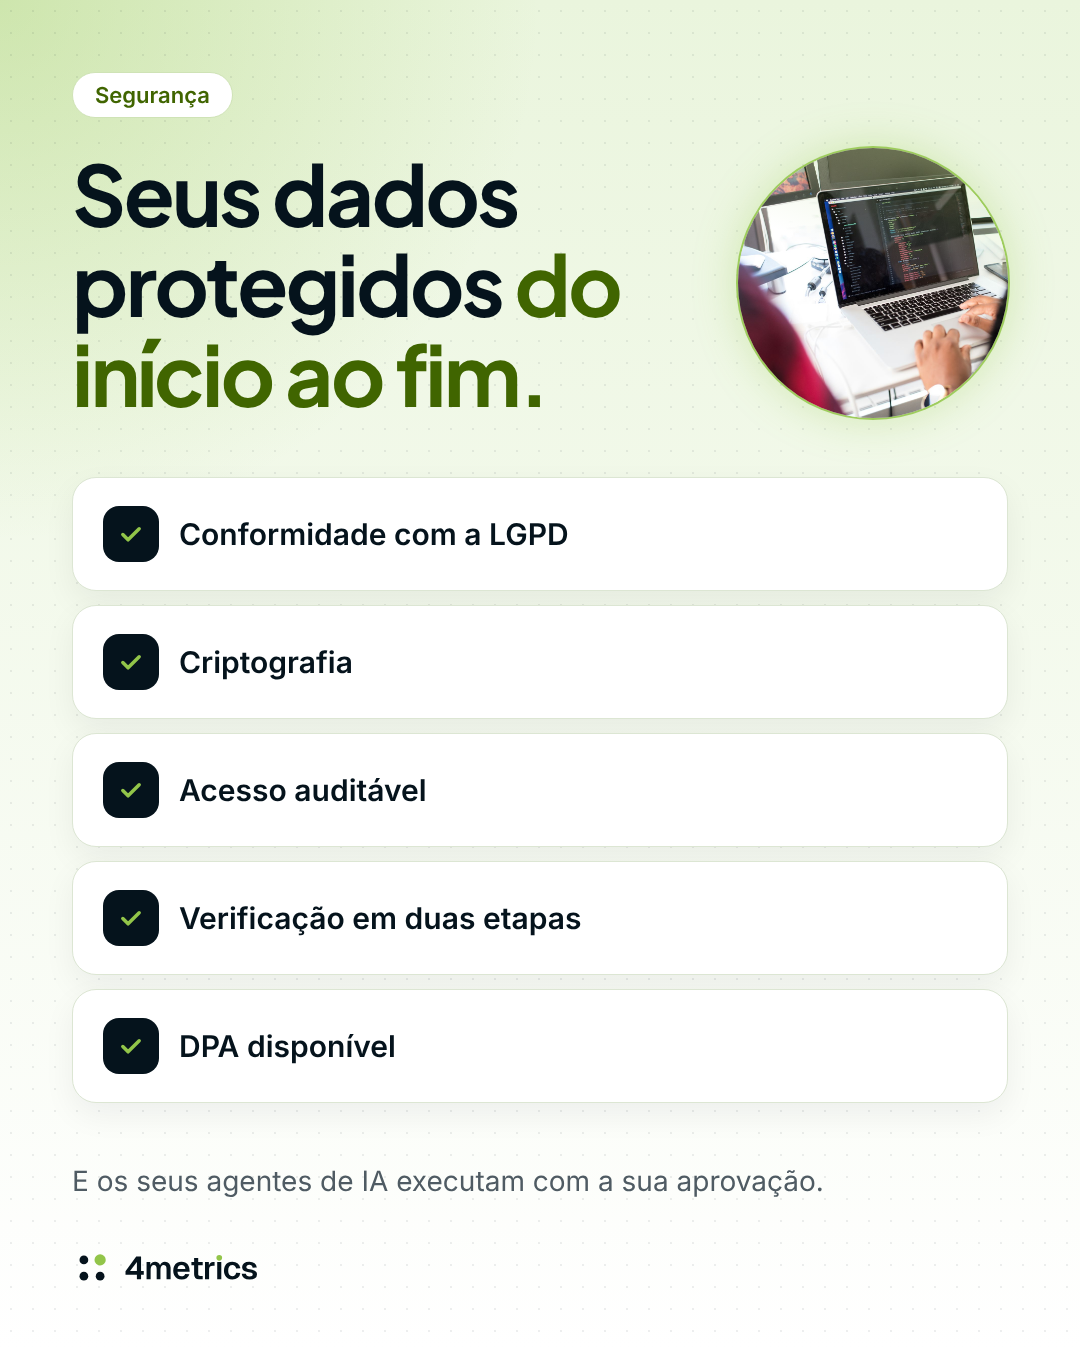 Segurança
Seus dados
protegidos do
início ao fim.
Conformidade com a LGPD
Criptografia
Acesso auditável
Verificação em duas etapas
DPA disponível
E os seus agentes de IA executam com a sua aprovação.
4metrics